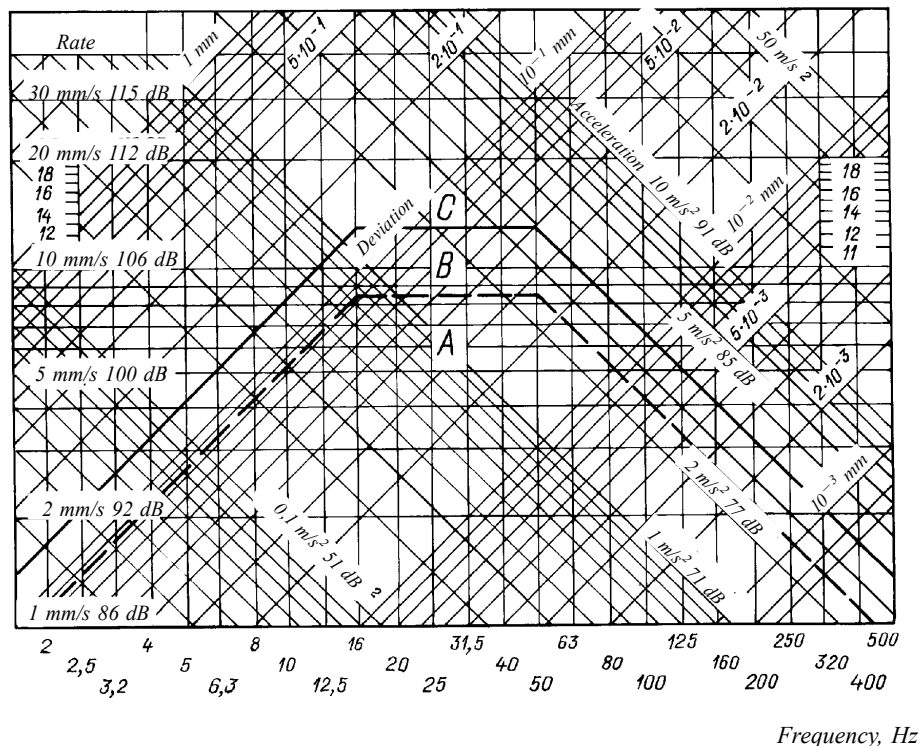 Rate
1 mm
5·10⁻¹
2·10⁻¹
10⁻¹ mm
5·10⁻²
50 m/s²
30 mm/s 115 dB
Acceleration 10 m/s² 91 dB
2·10⁻²
20 mm/s 112 dB
18
16
14
12
18
16
14
12
11
Deviation
C
10⁻² mm
10 mm/s 106 dB
B
5·10⁻³
A
5 m/s² 85 dB
5 mm/s 100 dB
2·10⁻³
2 mm/s 92 dB
0.1 m/s² 51 dB
2
2 m/s² 77 dB
10⁻³ mm
1 m/s² 71 dB
1 mm/s 86 dB
2 4 8 16 31,5 63 125 250 500
2,5 5 10 20 40 80 160 320
3,2 6,3 12,5 25 50 100 200 400
Frequency, Hz